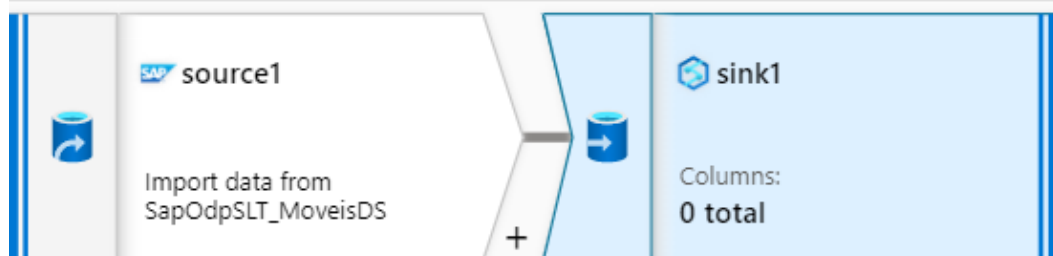 SAP source1
Import data from
SapOdpSLT_MoveisDS
+
sink1
Columns:
0 total